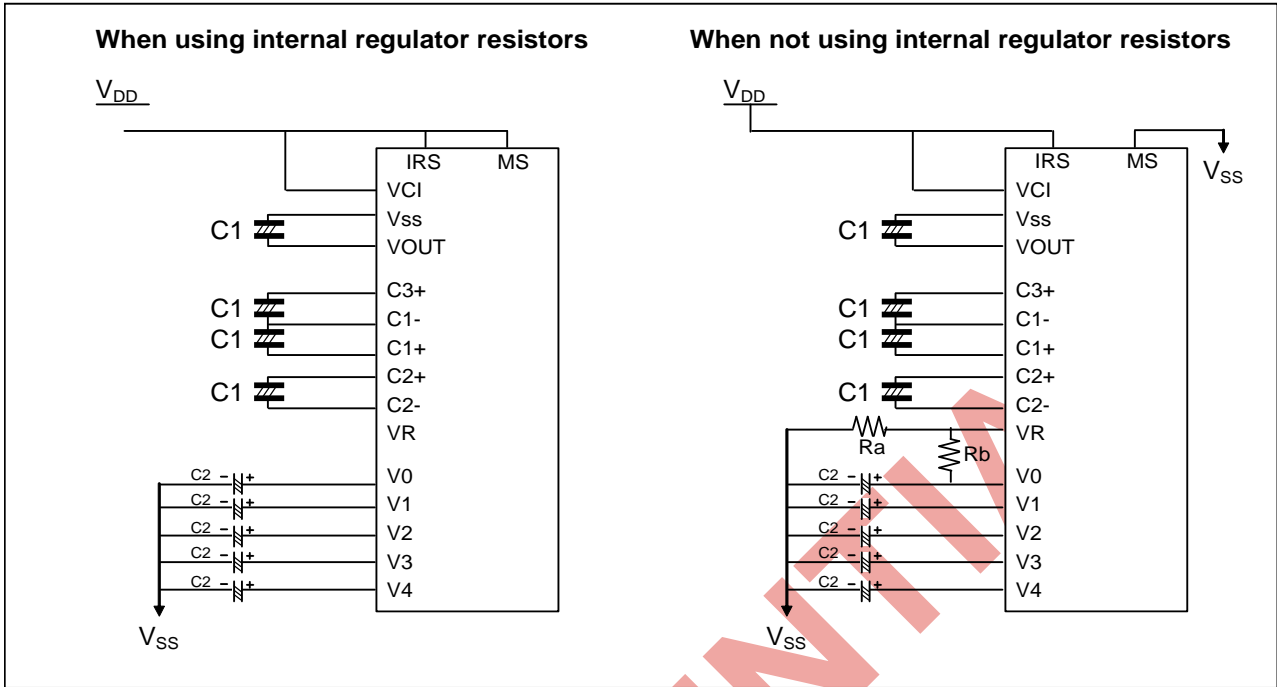 When using internal regulator resistors
VDD
IRS MS
VCI
C1 Vss
VOUT
C1 C3+
C1-
C1 C1+
C1 C2+
C2-
VR
C2 - + V0
C2 - + V1
C2 - + V2
C2 - + V3
C2 - + V4
VSS
When not using internal regulator resistors
VDD
IRS MS
VSS
VCI
C1 Vss
VOUT
C1 C3+
C1-
C1 C1+
C1 C2+
C2-
Ra VR
Rb
C2 - + V0
C2 - + V1
C2 - + V2
C2 - + V3
C2 - + V4
VSS